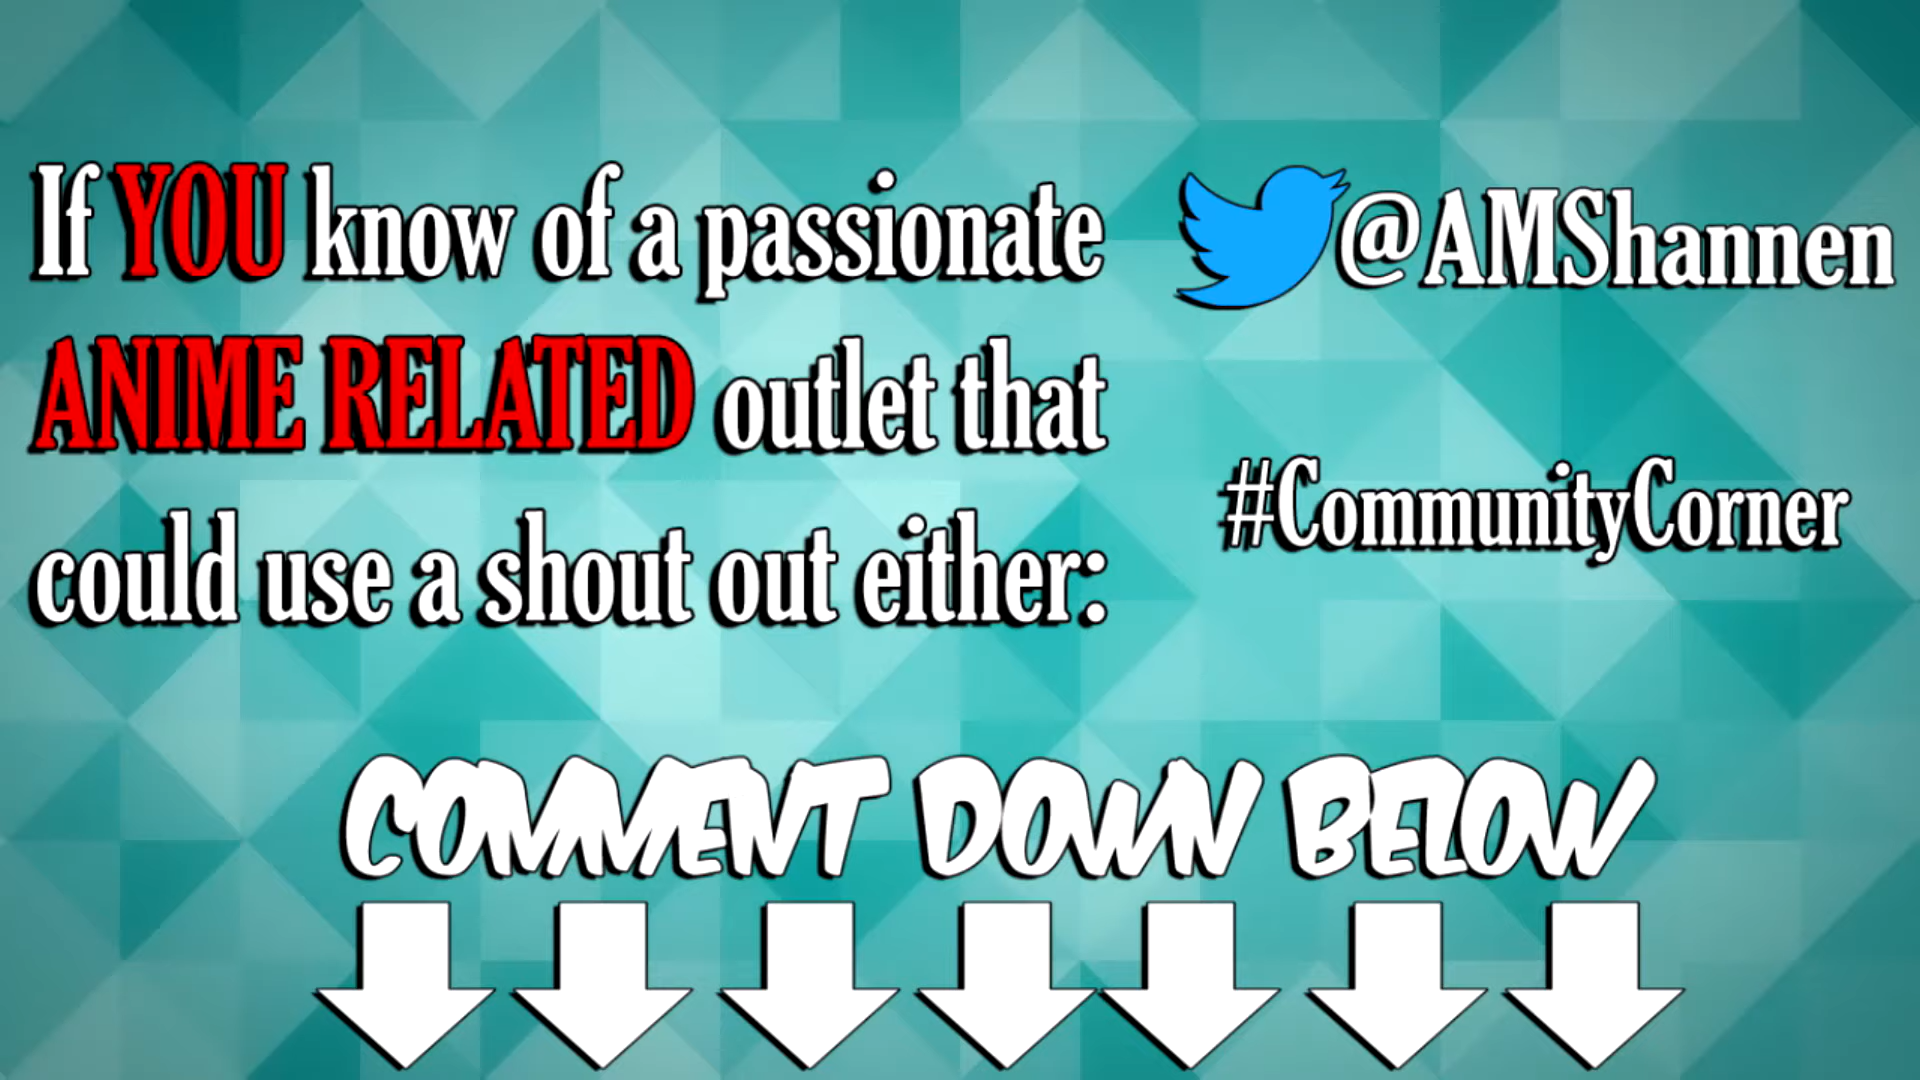 If YOU know of a passionate
ANIME RELATED outlet that
could use a shout out either:
@AMShannen
#CommunityCorner
COMMENT DOWN BELOW